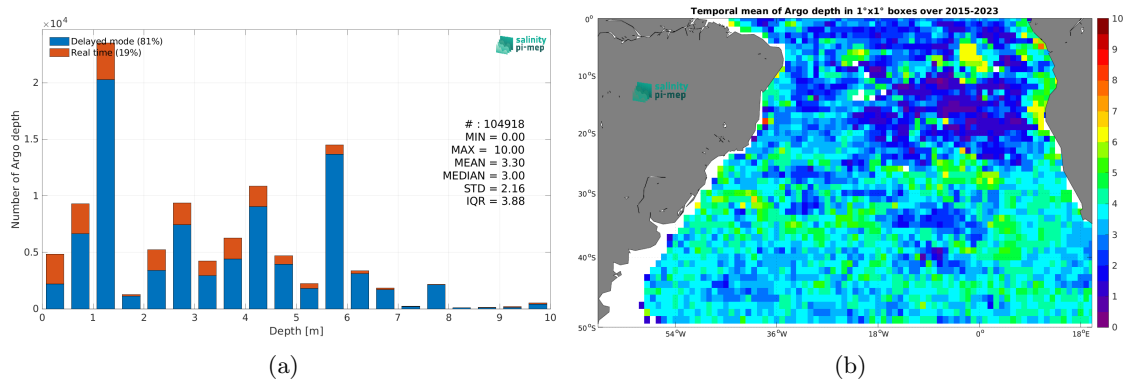 ×10⁴
Delayed mode (81%)
Real time (19%)
salinity
pi-mep
# : 104918
MIN = 0.00
MAX = 10.00
MEAN = 3.30
MEDIAN = 3.00
STD = 2.16
IQR = 3.88
Number of Argo depth
2
1.5
1
0.5
0
0 1 2 3 4 5 6 7 8 9 10
Depth [m]
(a)
Temporal mean of Argo depth in 1°x1° boxes over 2015-2023
salinity
pi-mep
0°
10°S
20°S
30°S
40°S
50°S
54°W 36°W 18°W 0° 18°E
10
9
8
7
6
5
4
3
2
1
0
(b)